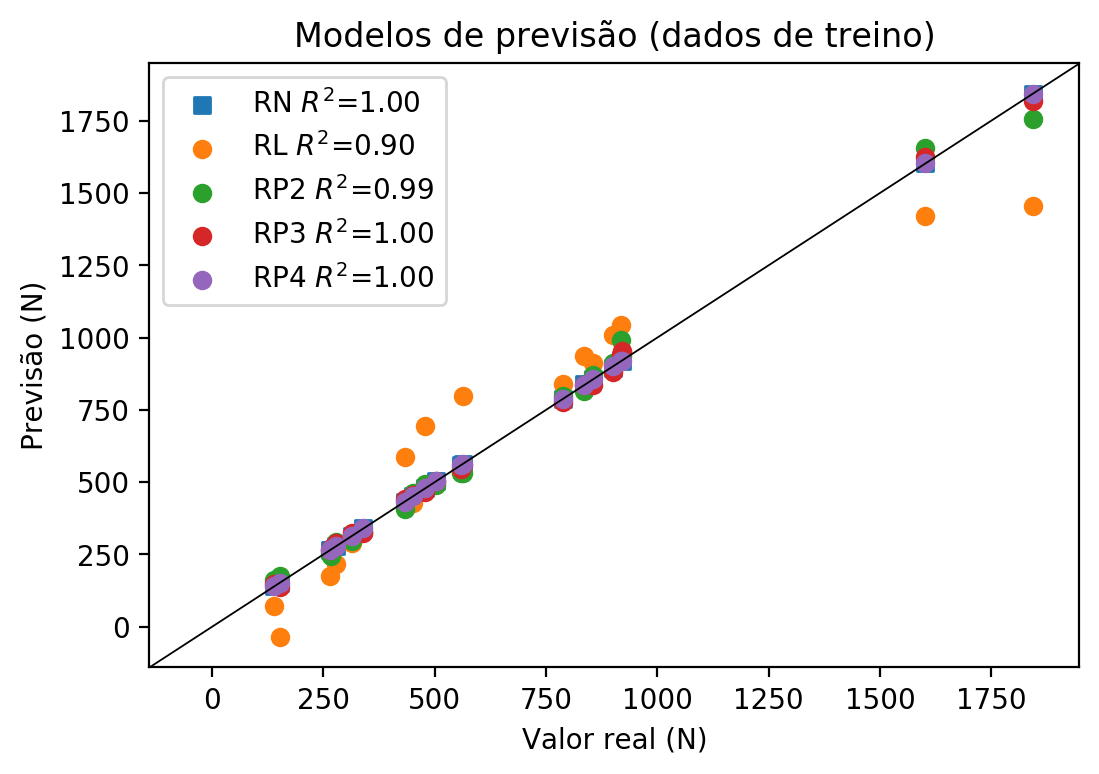 Modelos de previsão (dados de treino)
RN R²=1.00
RL R²=0.90
RP2 R²=0.99
RP3 R²=1.00
RP4 R²=1.00
Previsão (N)
1750
1500
1250
1000
750
500
250
0
0 250 500 750 1000 1250 1500 1750
Valor real (N)